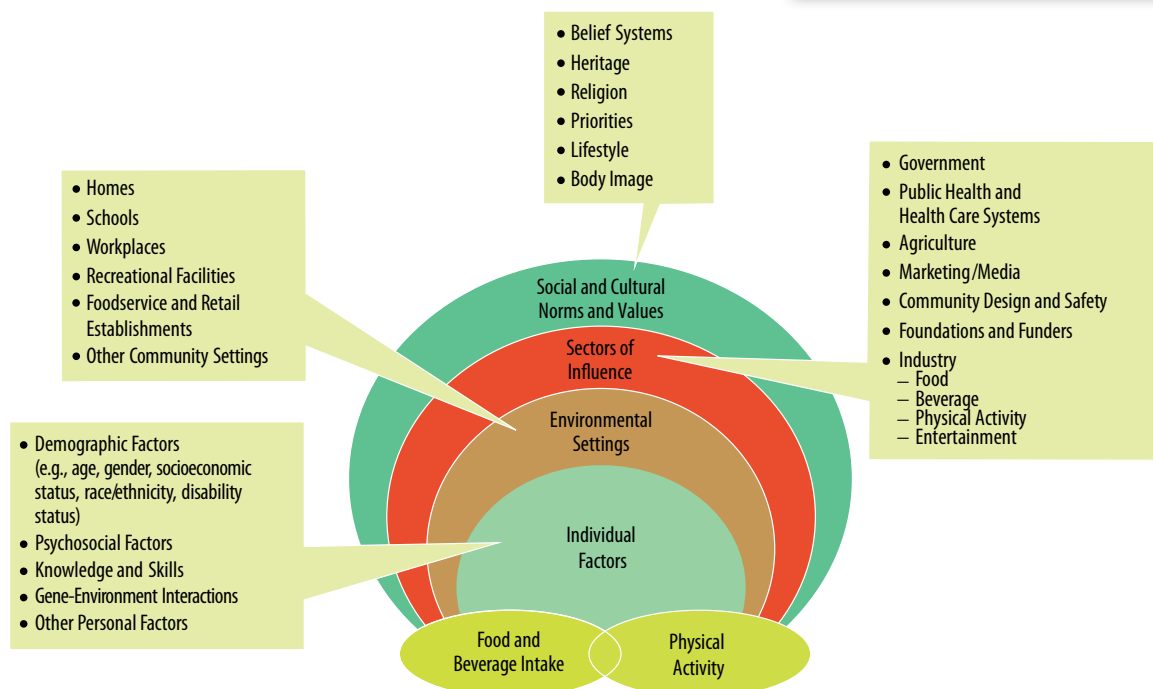 • Belief Systems
• Heritage
• Religion
• Priorities
• Lifestyle
• Body Image
• Homes
• Schools
• Workplaces
• Recreational Facilities
• Foodservice and Retail
Establishments
• Other Community Settings
• Government
• Public Health and
Health Care Systems
• Agriculture
• Marketing/Media
• Community Design and Safety
• Foundations and Funders
• Industry
– Food
– Beverage
– Physical Activity
– Entertainment
• Demographic Factors
(e.g., age, gender, socioeconomic
status, race/ethnicity, disability
status)
• Psychosocial Factors
• Knowledge and Skills
• Gene-Environment Interactions
• Other Personal Factors
Social and Cultural
Norms and Values
Sectors of
Influence
Environmental
Settings
Individual
Factors
Food and
Beverage Intake
Physical
Activity